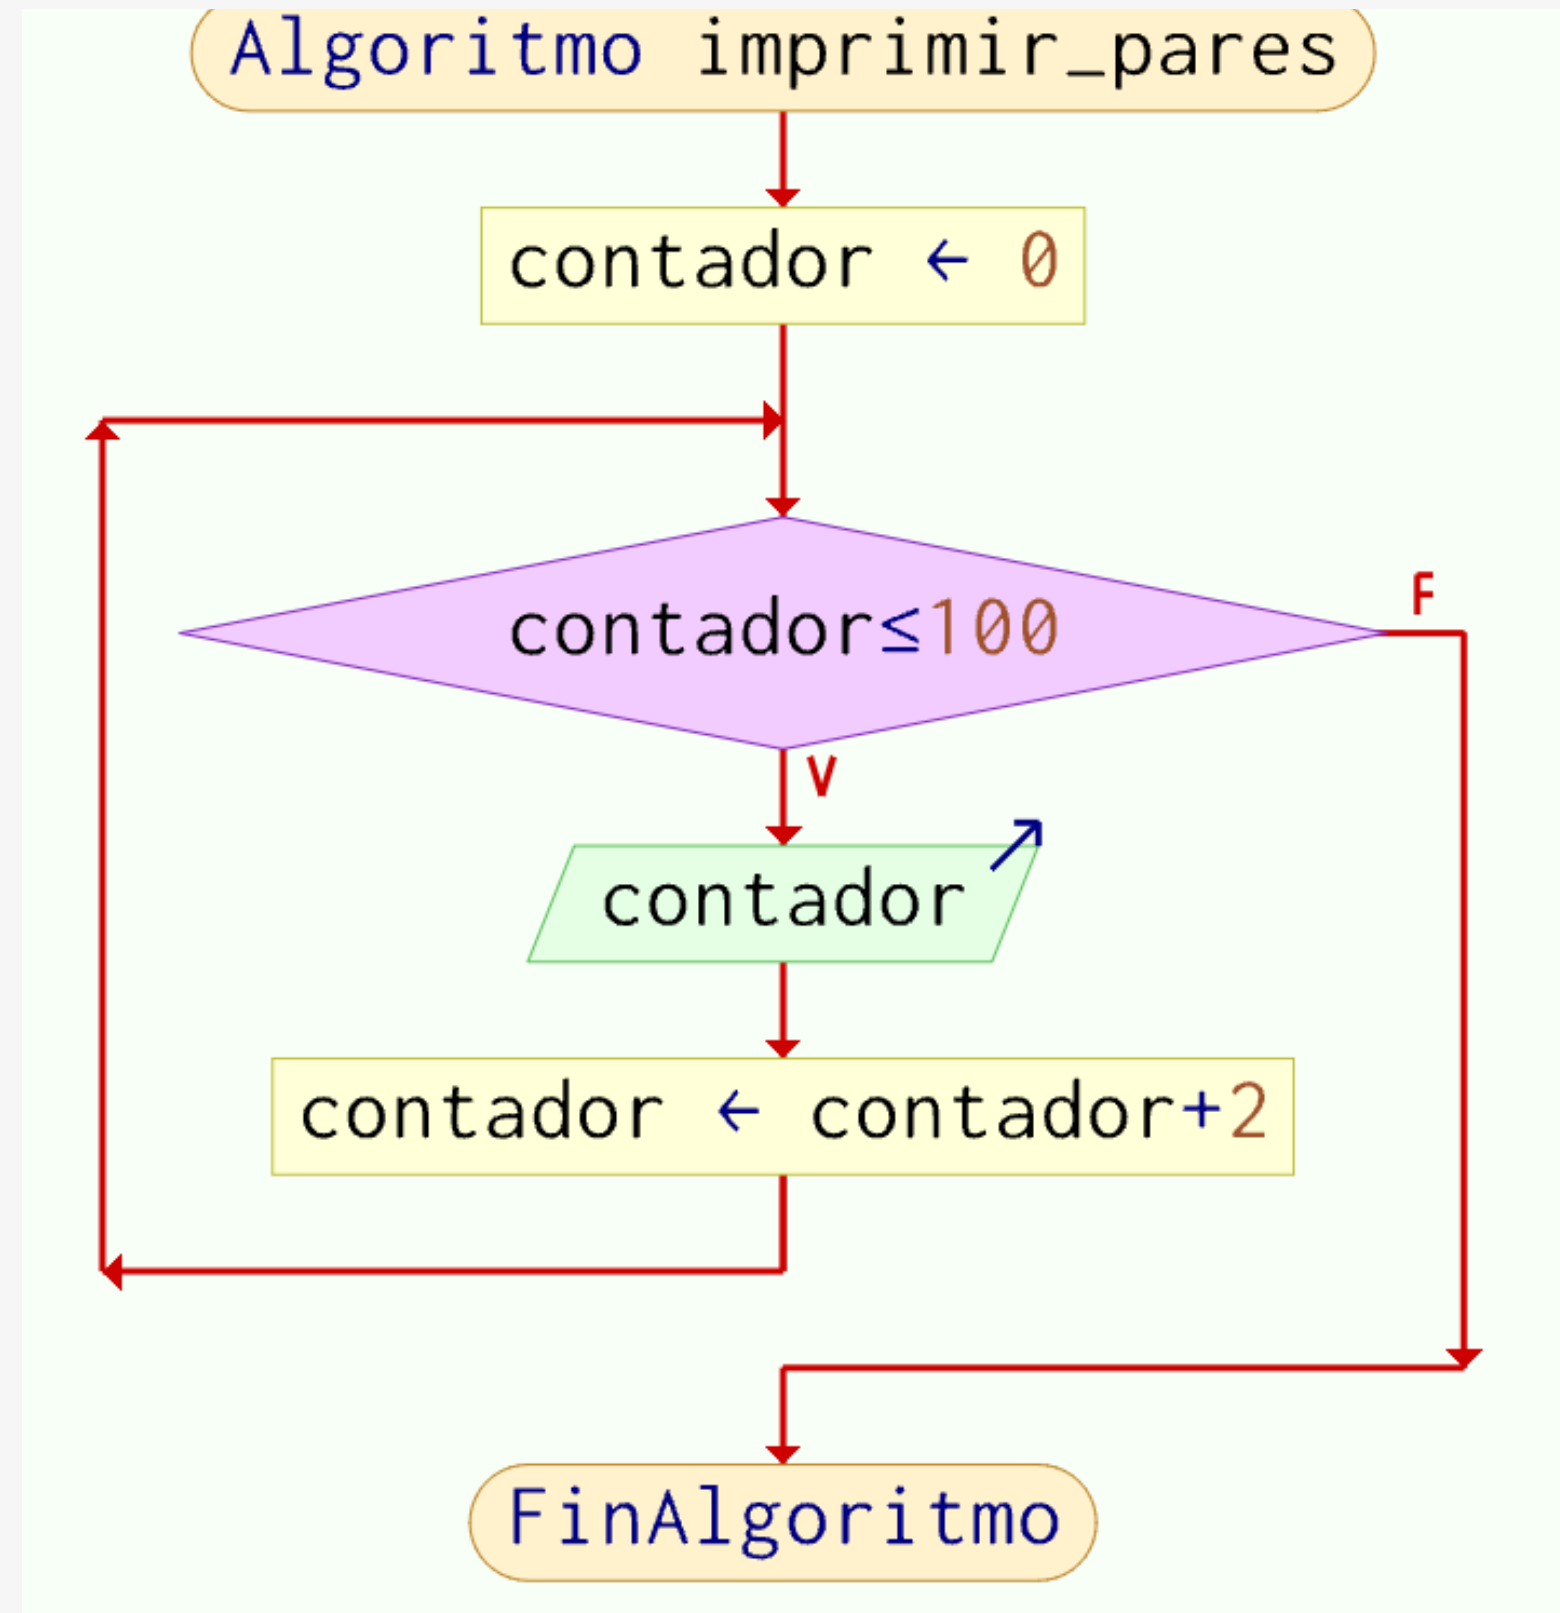 Algoritmo imprimir_pares
contador ← 0
contador≤100
F
V
contador
contador ← contador+2
FinAlgoritmo